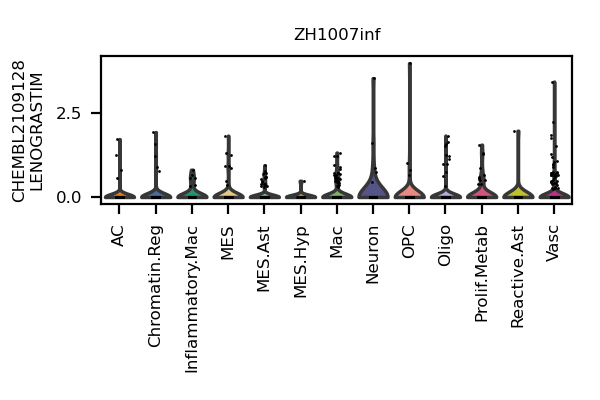 ZH1007inf
CHEMBL2109128
LENOGRASTIM
2.5
0.0
AC
Chromatin.Reg
Inflammatory.Mac
MES
MES.Ast
MES.Hyp
Mac
Neuron
OPC
Oligo
Prolif.Metab
Reactive.Ast
Vasc